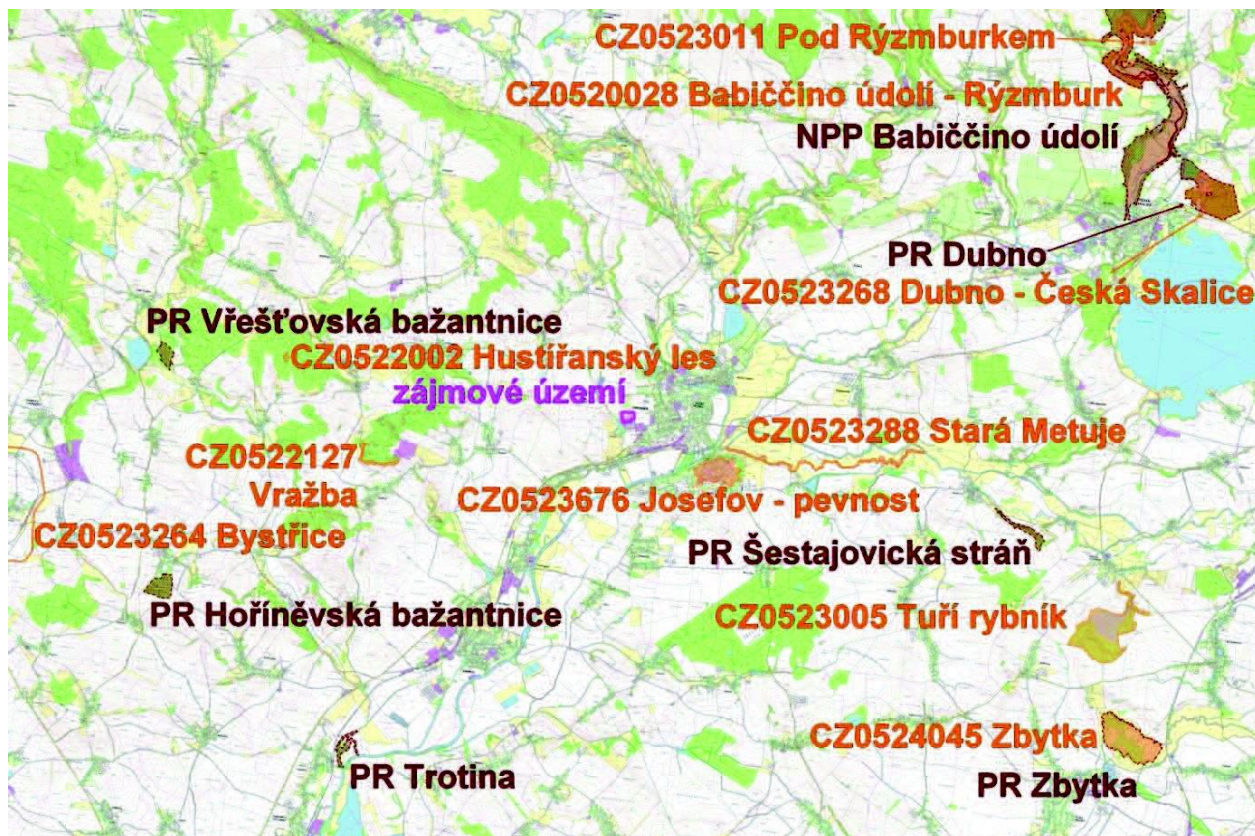 CZ0523011 Pod Rýzmburkem
CZ0520028 Babiččino údolí - Rýzmburk
NPP Babiččino údolí
PR Dubno
CZ0523268 Dubno - Česká Skalice
PR Vřešťovská bažantnice
CZ0522002 Hustířanský les
zájmové území
CZ0523288 Stará Metuje
CZ0522127
Vražba
CZ0523676 Josefov - pevnost
CZ0523264 Bystřice
PR Šestajovická stráň
PR Hoříněvská bažantnice
CZ0523005 Tuří rybník
CZ0524045 Zbytka
PR Trotina
PR Zbytka